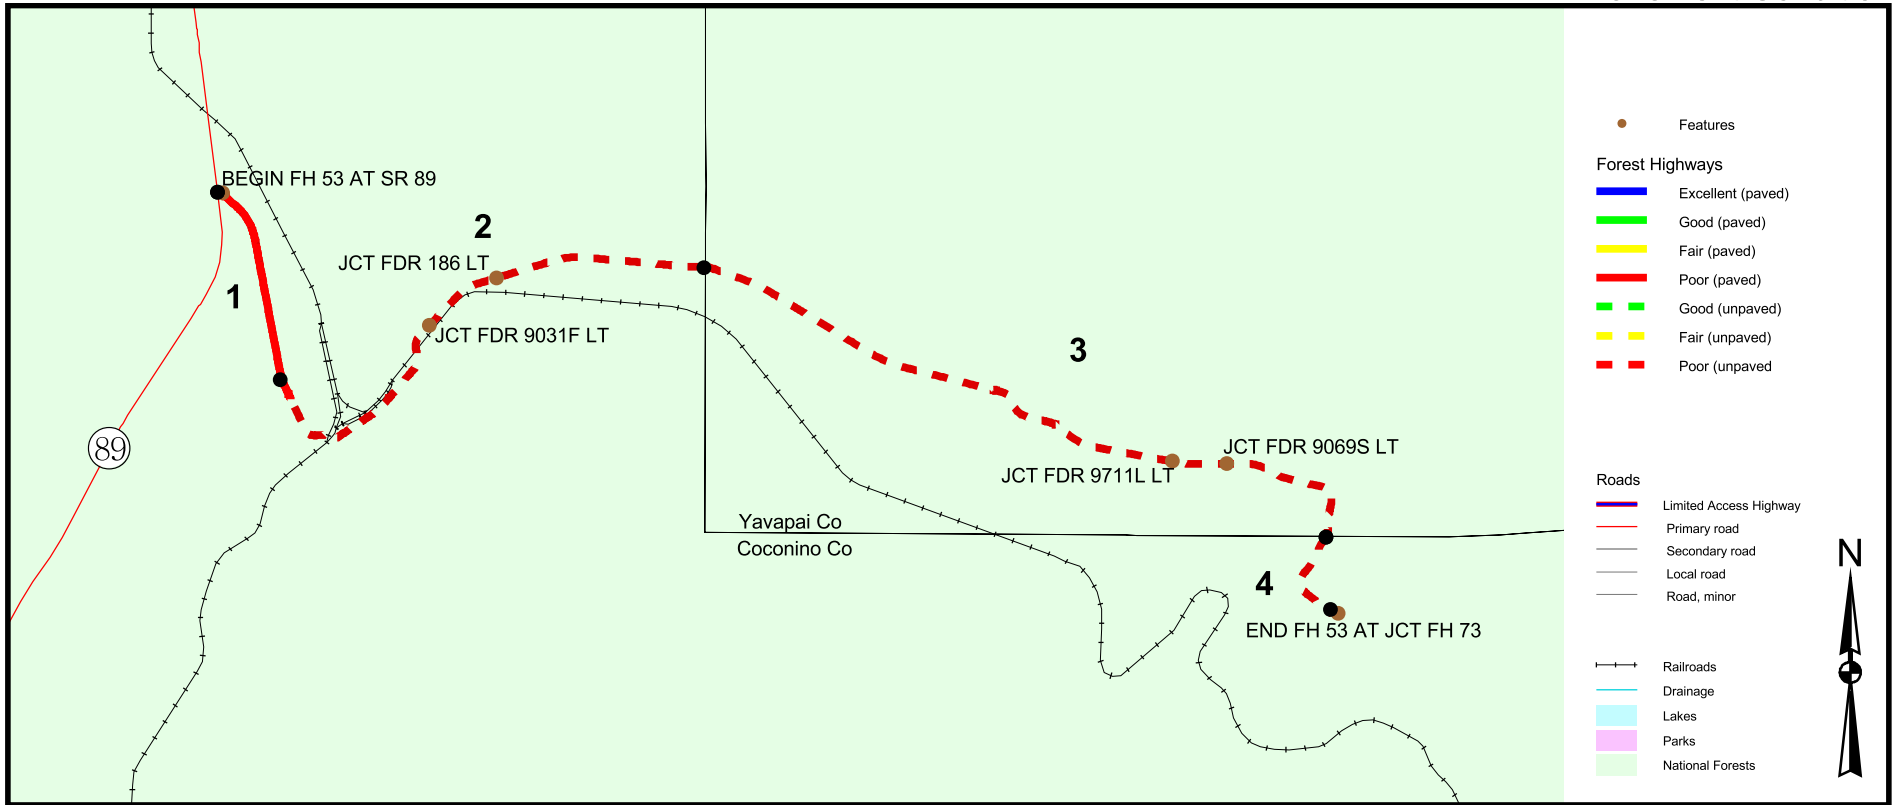 BEGIN FH 53 AT SR 89
2
JCT FDR 186 LT
1
JCT FDR 9031F LT
3
JCT FDR 9069S LT
JCT FDR 9711L LT
89
Yavapai Co
Coconino Co
4
END FH 53 AT JCT FH 73
Features
Forest Highways
Excellent (paved)
Good (paved)
Fair (paved)
Poor (paved)
Good (unpaved)
Fair (unpaved)
Poor (unpaved
Roads
Limited Access Highway
Primary road
Secondary road
Local road
Road, minor
N
Railroads
Drainage
Lakes
Parks
National Forests